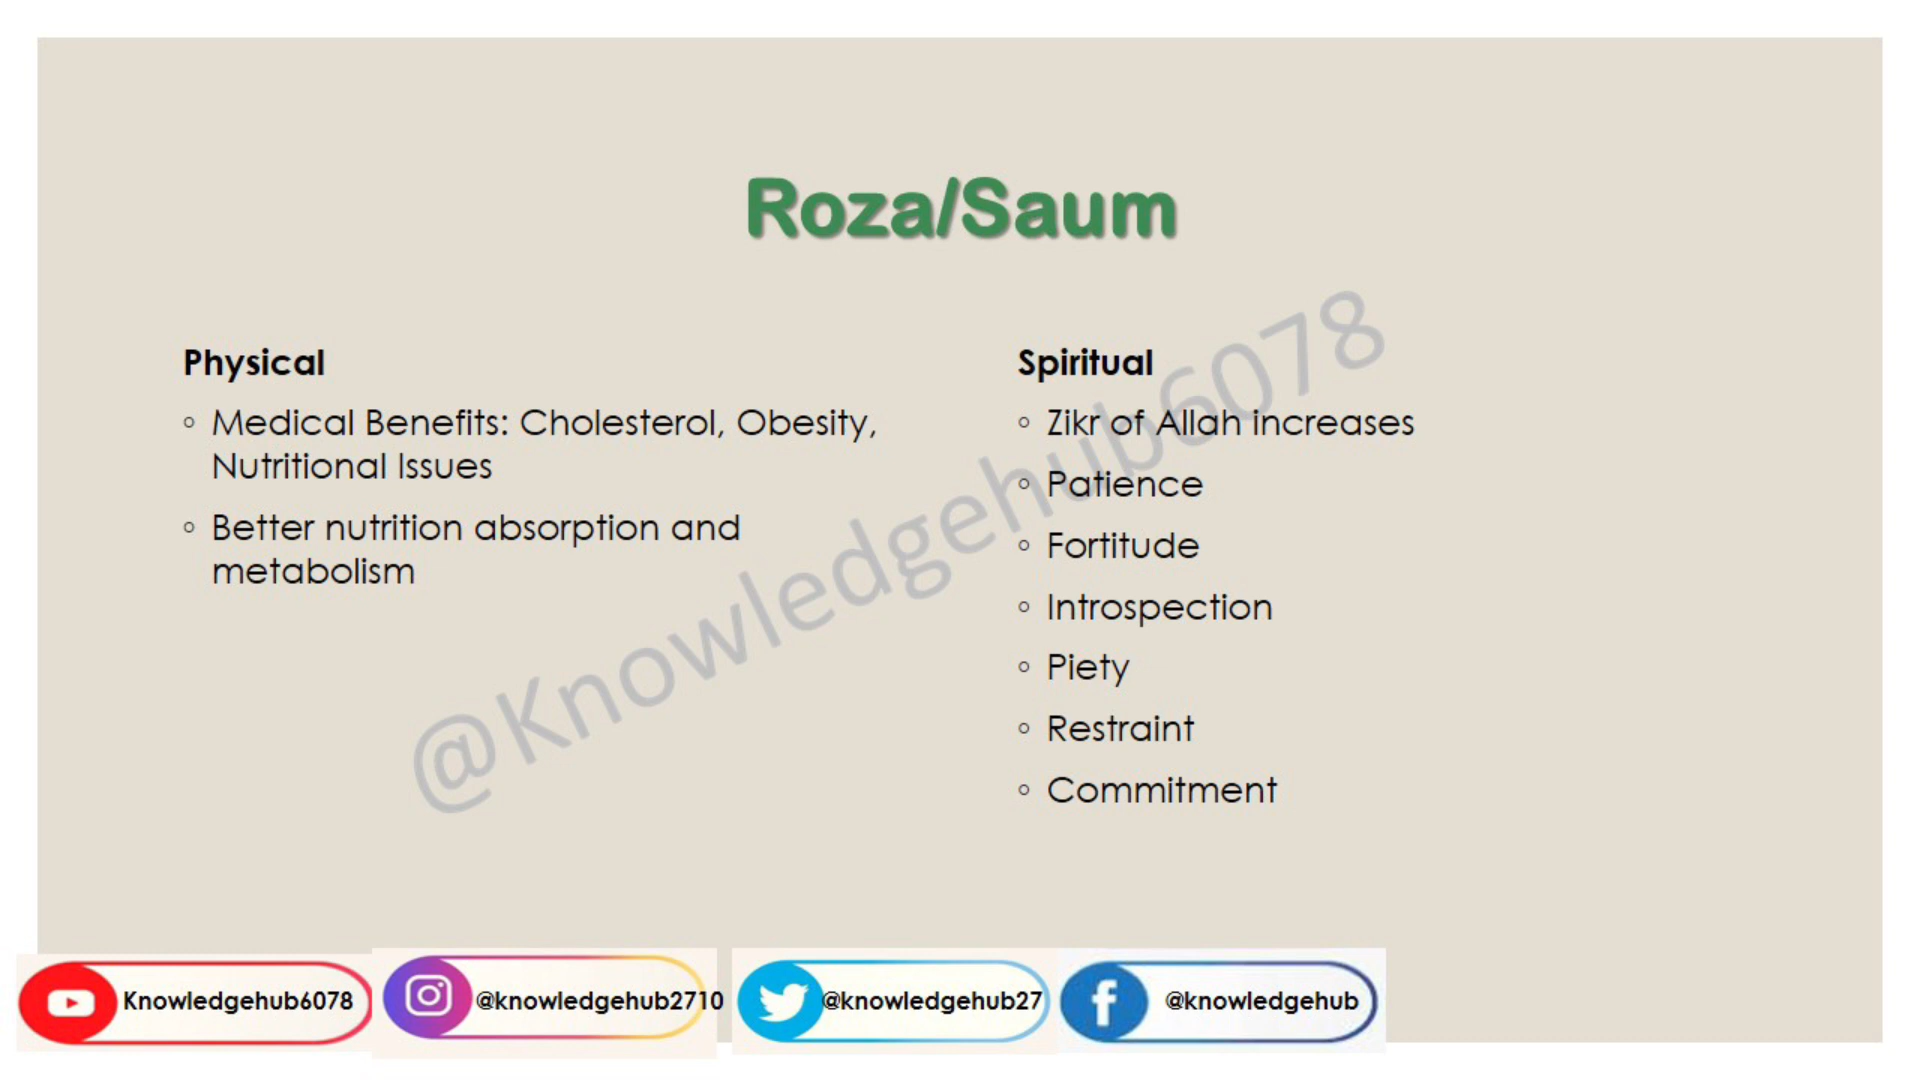 Roza/Saum
Physical
◦ Medical Benefits: Cholesterol, Obesity,
Nutritional Issues
◦ Better nutrition absorption and
metabolism
Spiritual
◦ Zikr of Allah increases
◦ Patience
◦ Fortitude
◦ Introspection
◦ Piety
◦ Restraint
◦ Commitment
@Knowledgehub6078
Knowledgehub6078
@knowledgehub2710
@knowledgehub27
@knowledgehub